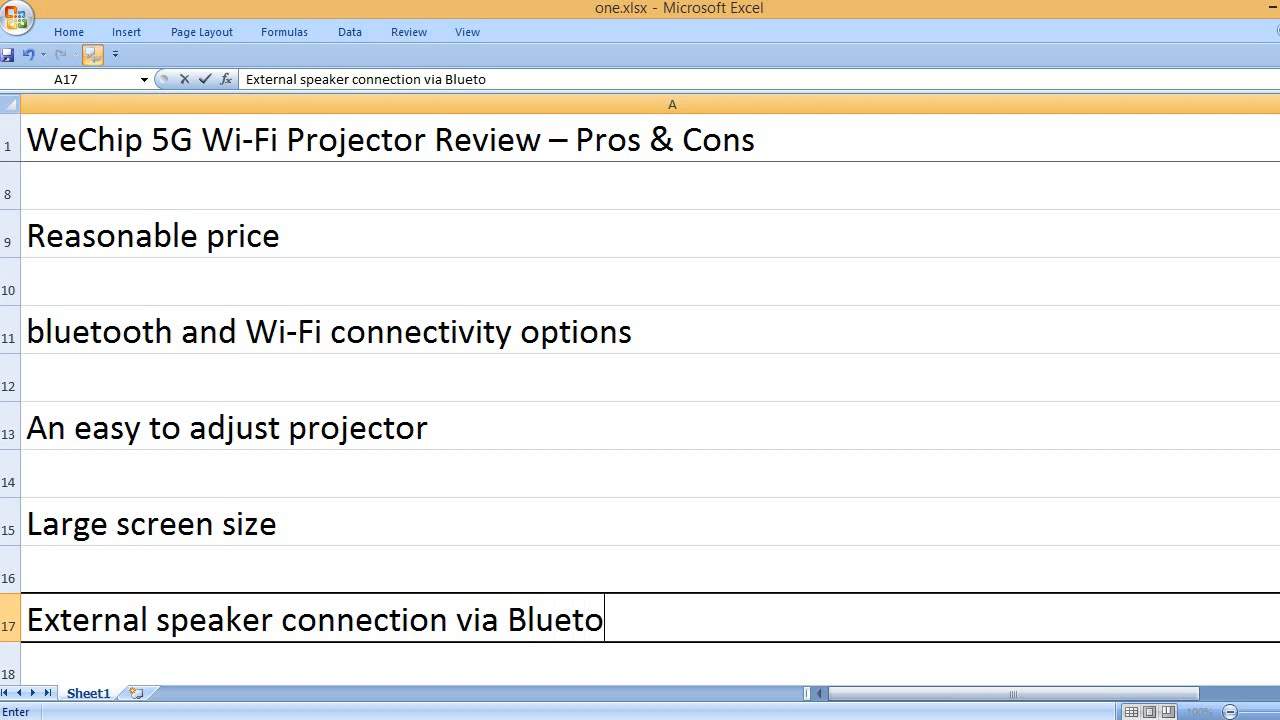 one.xlsx - Microsoft Excel
Home Insert Page Layout Formulas Data Review View
A17 fx External speaker connection via Blueto
A
1 WeChip 5G Wi-Fi Projector Review – Pros & Cons
8
9 Reasonable price
10
11 bluetooth and Wi-Fi connectivity options
12
13 An easy to adjust projector
14
15 Large screen size
16
17 External speaker connection via Blueto
18
Sheet1
Enter 100%